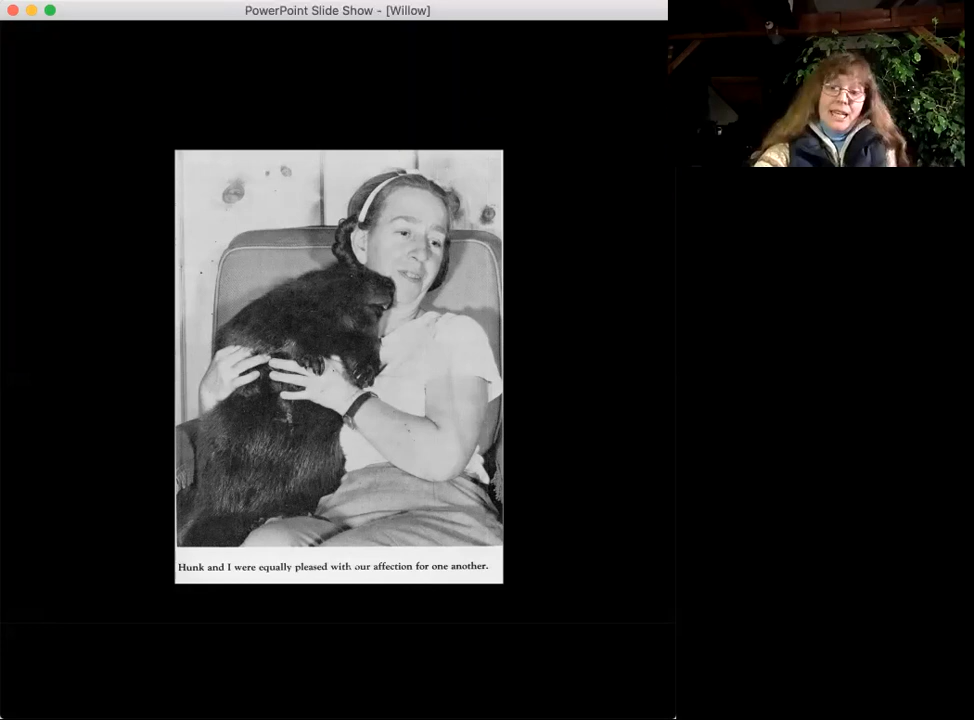 PowerPoint Slide Show - [Willow]
Hunk and I were equally pleased with our affection for one another.